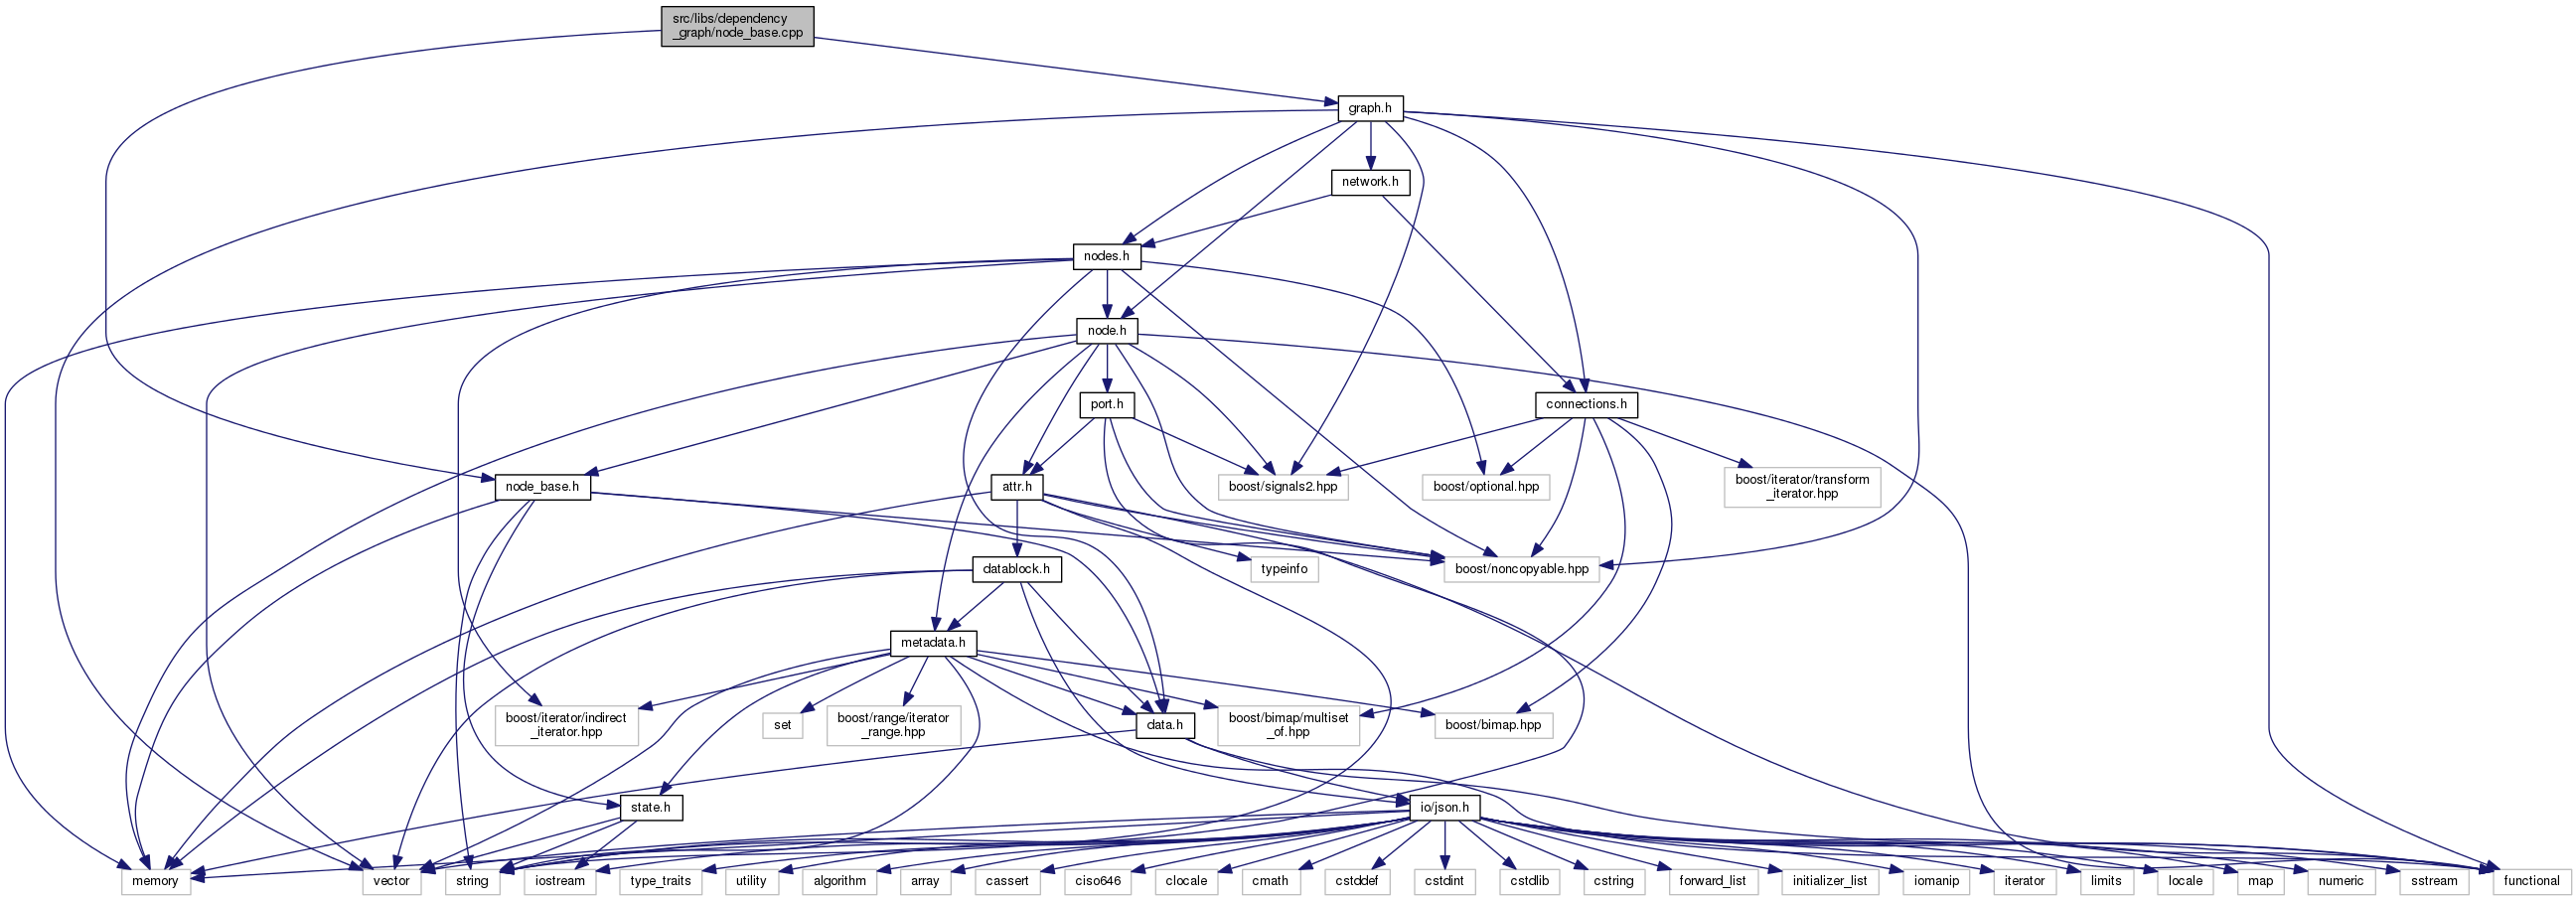 src/libs/dependency
_graph/node_base.cpp
graph.h
network.h
nodes.h
node.h
port.h
connections.h
node_base.h
attr.h
boost/signals2.hpp
boost/optional.hpp
boost/iterator/transform
_iterator.hpp
datablock.h
typeinfo
boost/noncopyable.hpp
metadata.h
boost/iterator/indirect
_iterator.hpp
set
boost/range/iterator
_range.hpp
data.h
boost/bimap/multiset
_of.hpp
boost/bimap.hpp
state.h
io/json.h
memory
vector
string
iostream
type_traits
utility
algorithm
array
cassert
ciso646
clocale
cmath
cstddef
cstdint
cstdlib
cstring
forward_list
initializer_list
iomanip
iterator
limits
locale
map
numeric
sstream
functional